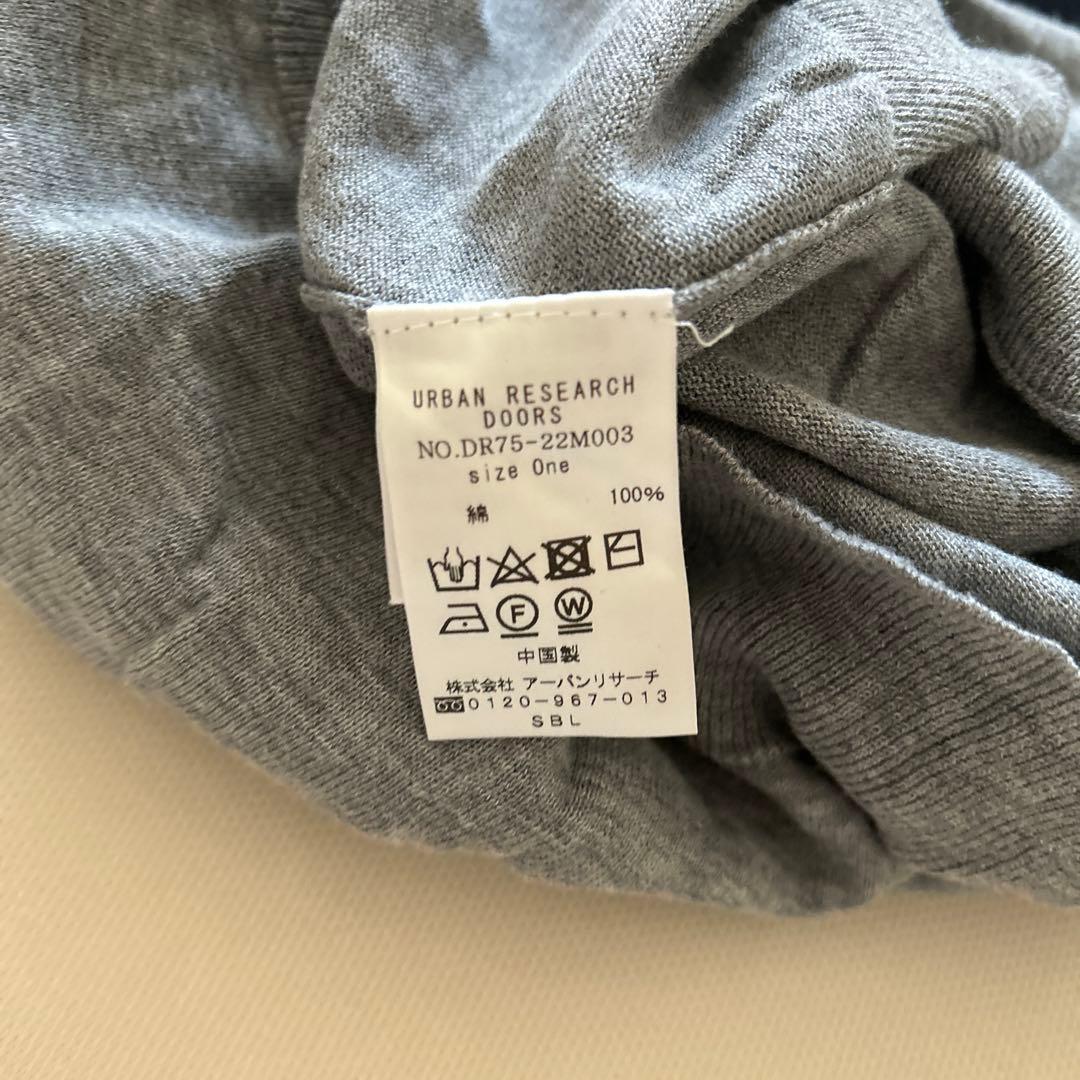 URBAN RESEARCH
DOORS
NO.DR75-22M003
size One
綿 100%
F W
中国製
株式会社 アーバンリサーチ
0120-967-013
SBL